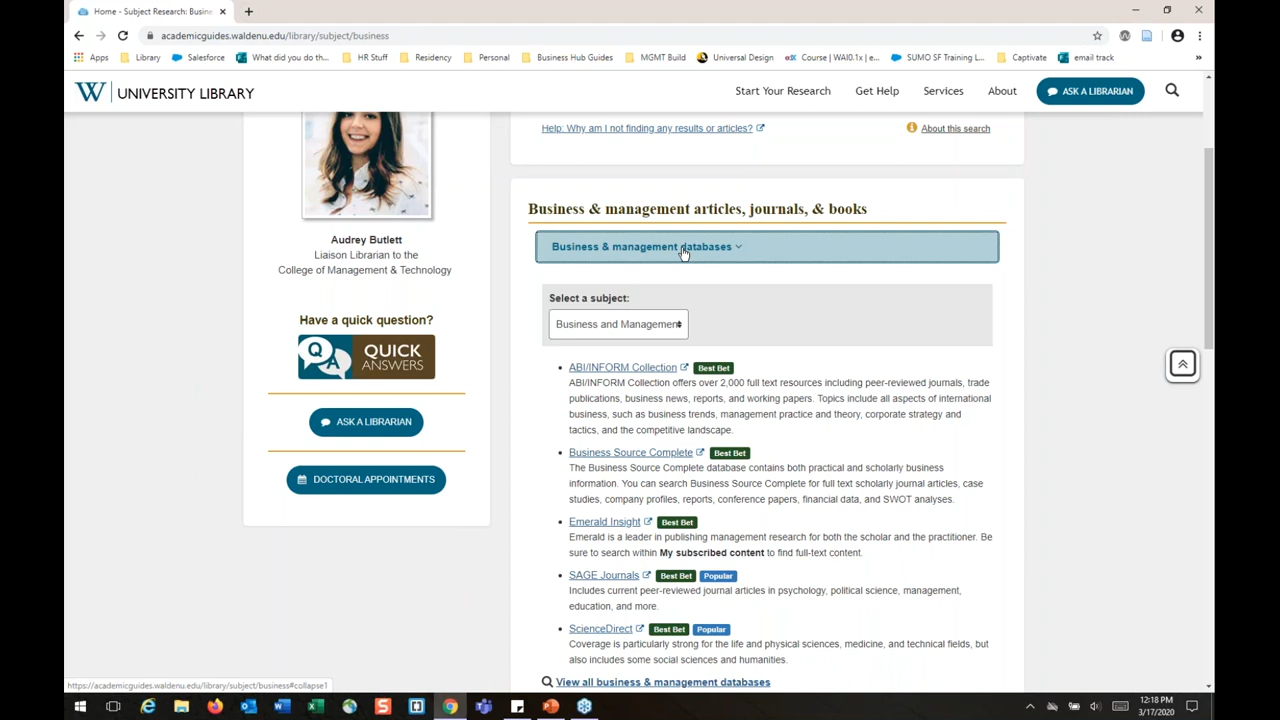 Home - Subject Research: Busine
academicguides.waldenu.edu/library/subject/business
Apps Library Salesforce What did you do th... HR Stuff Residency Personal Business Hub Guides MGMT Build Universal Design Course | WAI0.1x | e... SUMO SF Training L... Captivate email track »
W UNIVERSITY LIBRARY Start Your Research Get Help Services About ASK A LIBRARIAN
Help: Why am I not finding any results or articles? About this search
Business & management articles, journals, & books
Business & management databases
Audrey Butlett
Liaison Librarian to the
College of Management & Technology
Have a quick question?
Q A QUICK
ANSWERS
ASK A LIBRARIAN
DOCTORAL APPOINTMENTS
Select a subject:
Business and Managemen
ABI/INFORM Collection Best Bet
ABI/INFORM Collection offers over 2,000 full text resources including peer-reviewed journals, trade
publications, business news, reports, and working papers. Topics include all aspects of international
business, such as business trends, management practice and theory, corporate strategy and
tactics, and the competitive landscape.
Business Source Complete Best Bet
The Business Source Complete database contains both practical and scholarly business
information. You can search Business Source Complete for full text scholarly journal articles, case
studies, company profiles, reports, conference papers, financial data, and SWOT analyses.
Emerald Insight Best Bet
Emerald is a leader in publishing management research for both the scholar and the practitioner. Be
sure to search within My subscribed content to find full-text content.
SAGE Journals Best Bet Popular
Includes current peer-reviewed journal articles in psychology, political science, management,
education, and more.
ScienceDirect Best Bet Popular
Coverage is particularly strong for the life and physical sciences, medicine, and technical fields, but
also includes some social sciences and humanities.
View all business & management databases
https://academicguides.waldenu.edu/library/subject/business#collapse1
12:18 PM
3/17/2020